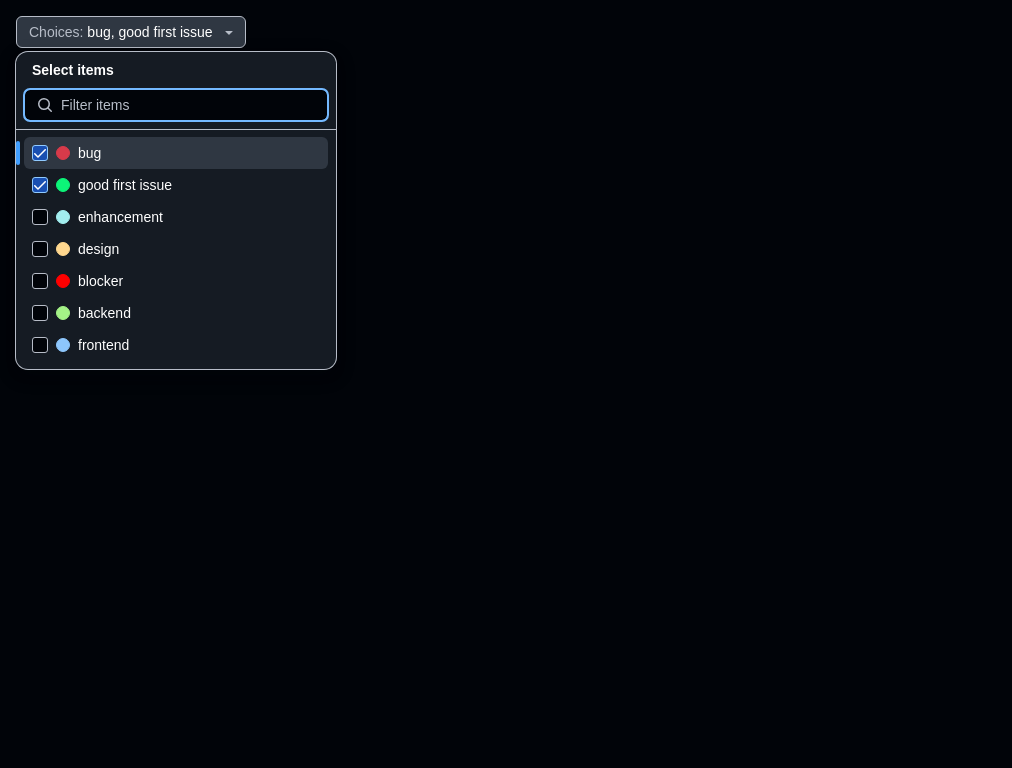 Choices: bug, good first issue
Select items
Filter items
bug
good first issue
enhancement
design
blocker
backend
frontend